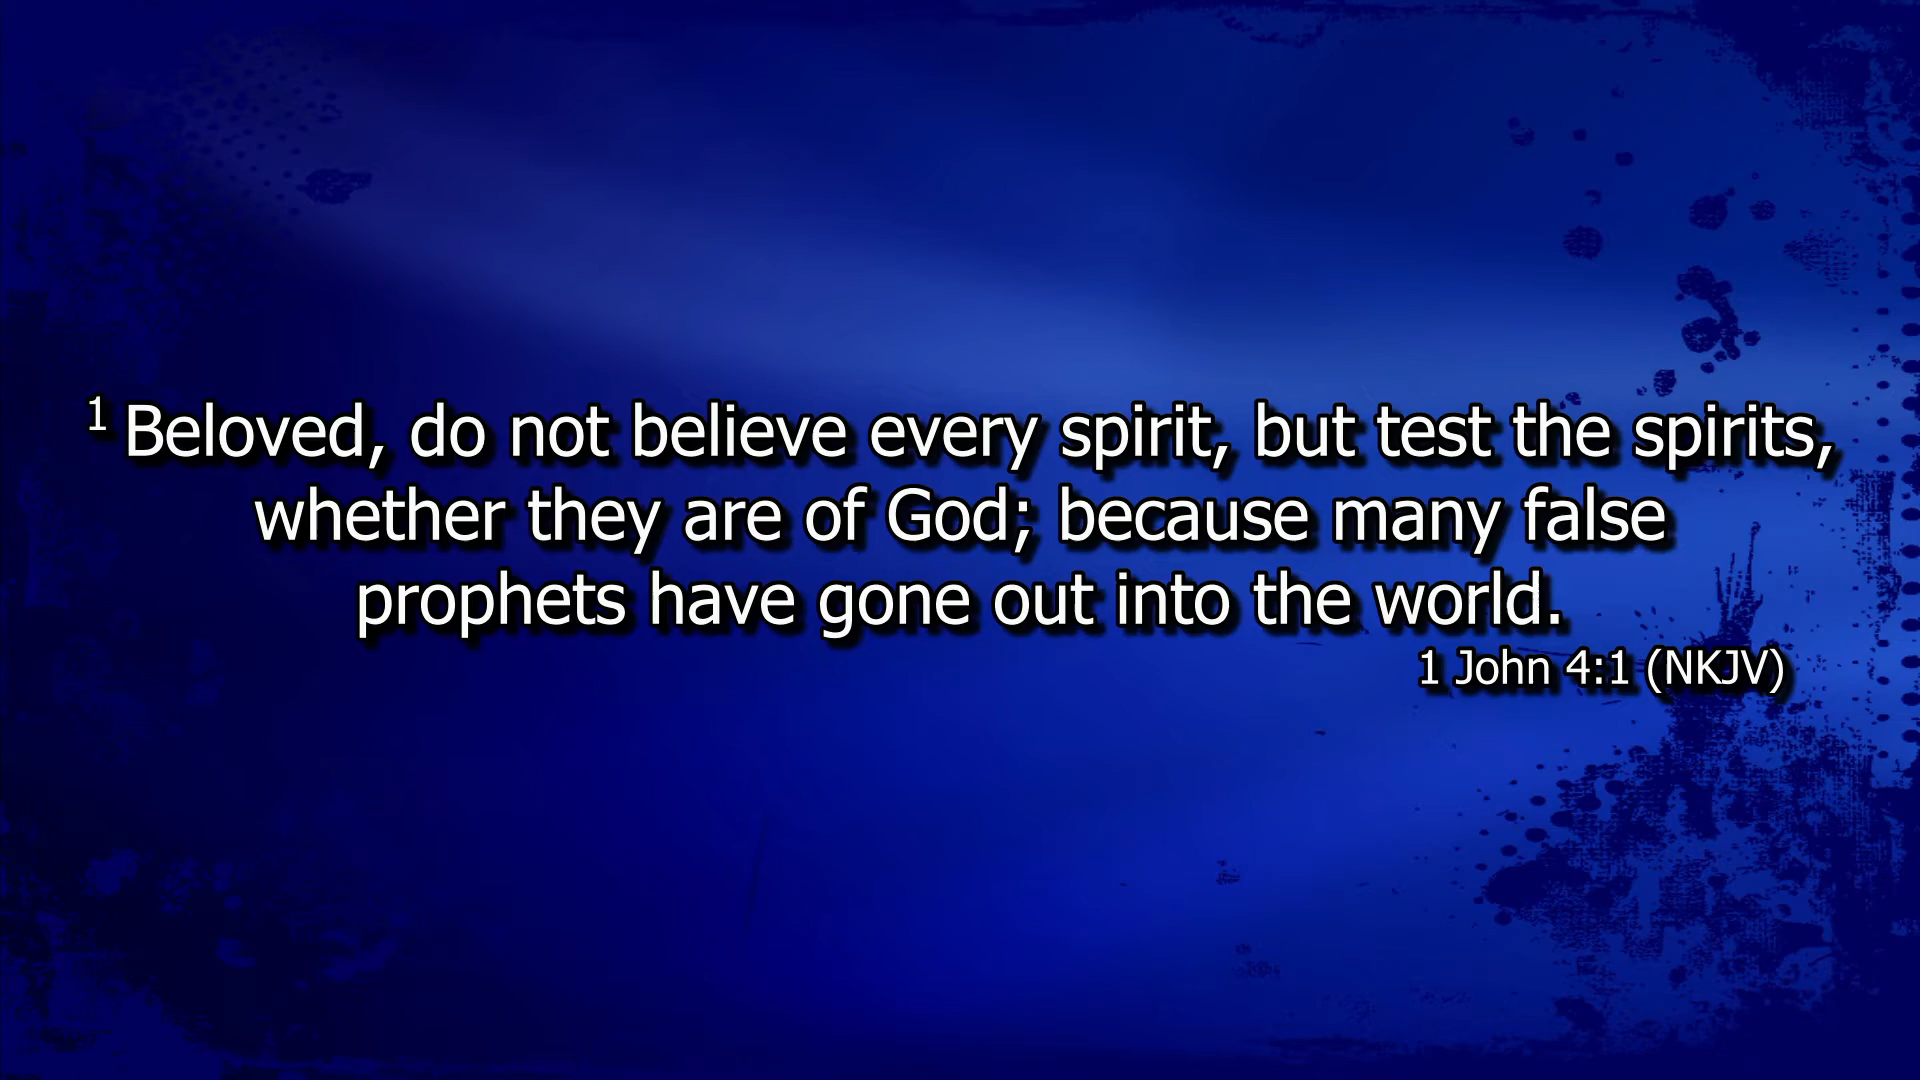 1 Beloved, do not believe every spirit, but test the spirits,
whether they are of God; because many false
prophets have gone out into the world.
1 John 4:1 (NKJV)